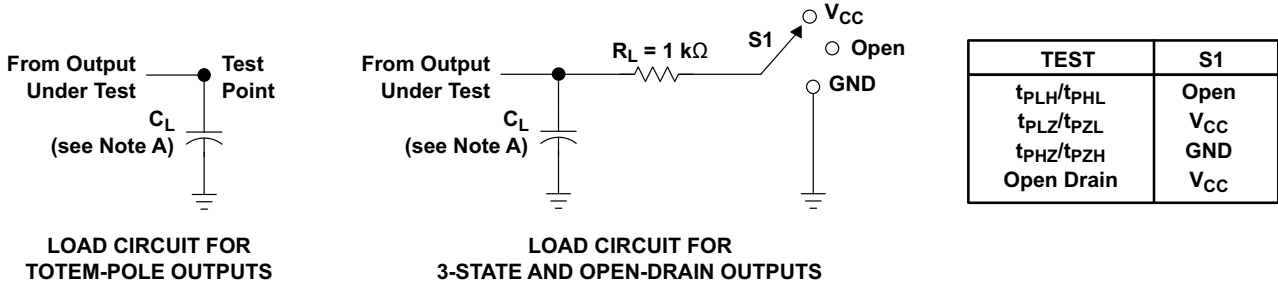 From Output
Under Test
Test
Point
C_L
(see Note A)
LOAD CIRCUIT FOR
TOTEM-POLE OUTPUTS
From Output
Under Test
R_L = 1 kΩ
S1
V_CC
Open
GND
C_L
(see Note A)
LOAD CIRCUIT FOR
3-STATE AND OPEN-DRAIN OUTPUTS
TEST S1
t_PLH/t_PHL Open
t_PLZ/t_PZL V_CC
t_PHZ/t_PZH GND
Open Drain V_CC